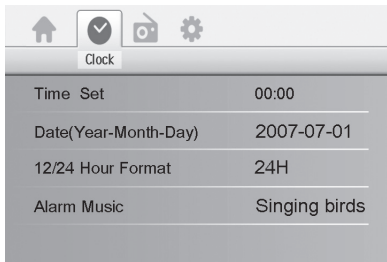 Clock
Time Set 00:00
Date(Year-Month-Day) 2007-07-01
12/24 Hour Format 24H
Alarm Music Singing birds